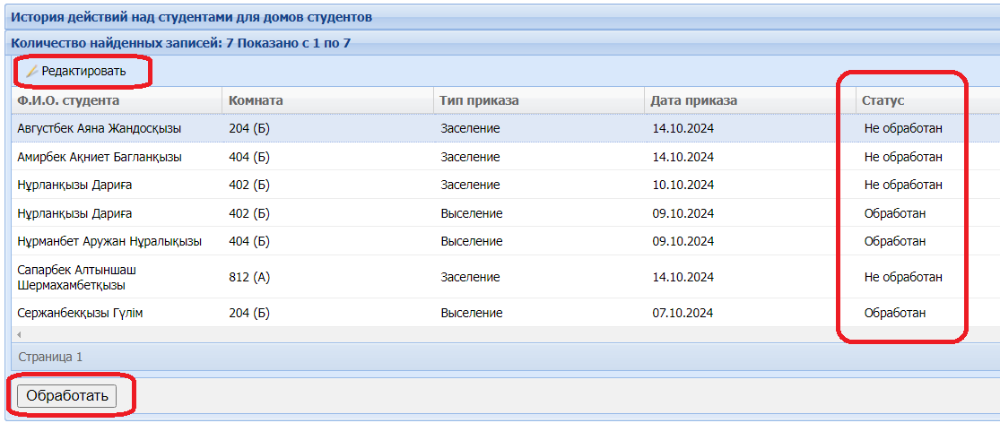 История действий над студентами для домов студентов
Количество найденных записей: 7 Показано с 1 по 7
Редактировать
Ф.И.О. студента Комната Тип приказа Дата приказа Статус
Августбек Аяна Жандосқызы 204 (Б) Заселение 14.10.2024 Не обработан
Амирбек Ақниет Багланқызы 404 (Б) Заселение 14.10.2024 Не обработан
Нұрланқызы Дариға 402 (Б) Заселение 10.10.2024 Не обработан
Нұрланқызы Дариға 402 (Б) Выселение 09.10.2024 Обработан
Нұрманбет Аружан Нұралықызы 404 (Б) Выселение 09.10.2024 Обработан
Сапарбек Алтыншаш
Шермахамбетқызы 812 (А) Заселение 14.10.2024 Не обработан
Сержанбекқызы Гүлім 204 (Б) Выселение 07.10.2024 Обработан
Страница 1
Обработать